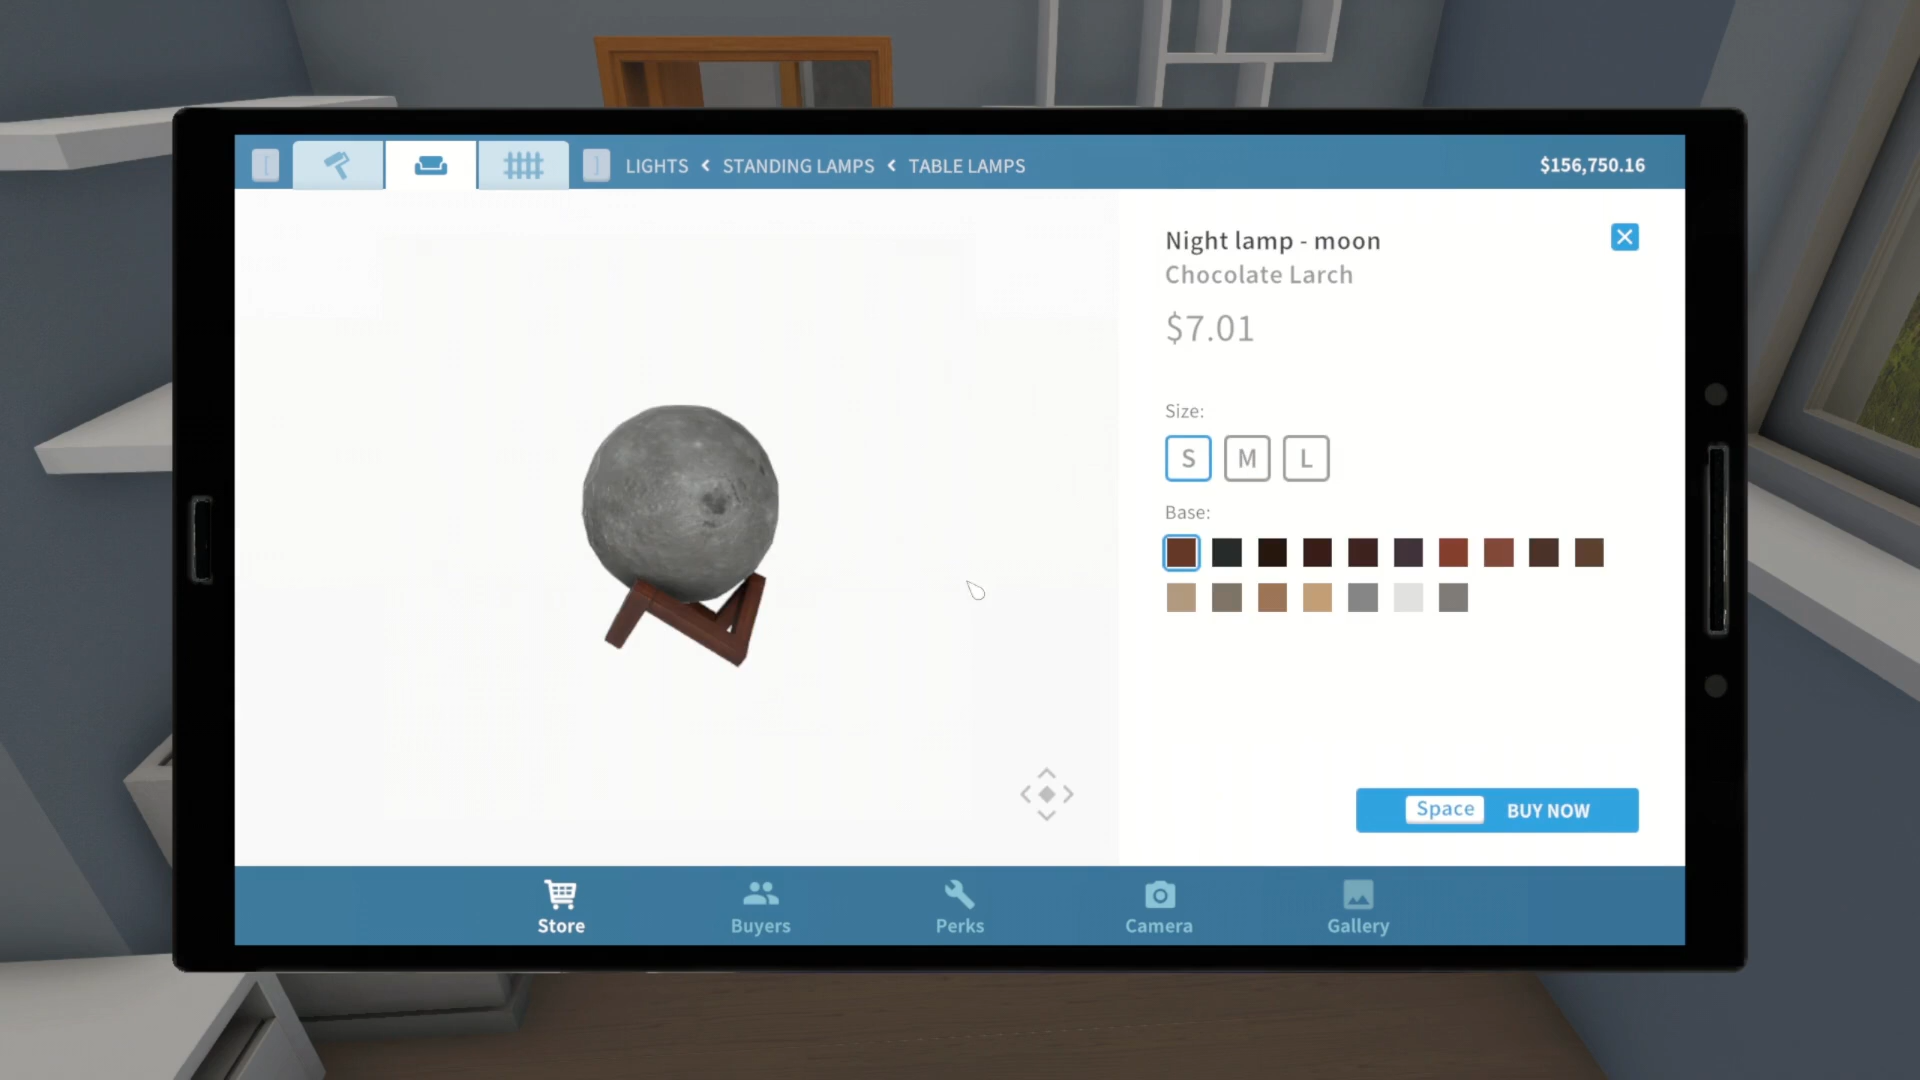 [
]
LIGHTS < STANDING LAMPS < TABLE LAMPS
$156,750.16
Night lamp - moon
Chocolate Larch
$7.01
Size:
S M L
Base:
Space BUY NOW
Store
Buyers
Perks
Camera
Gallery